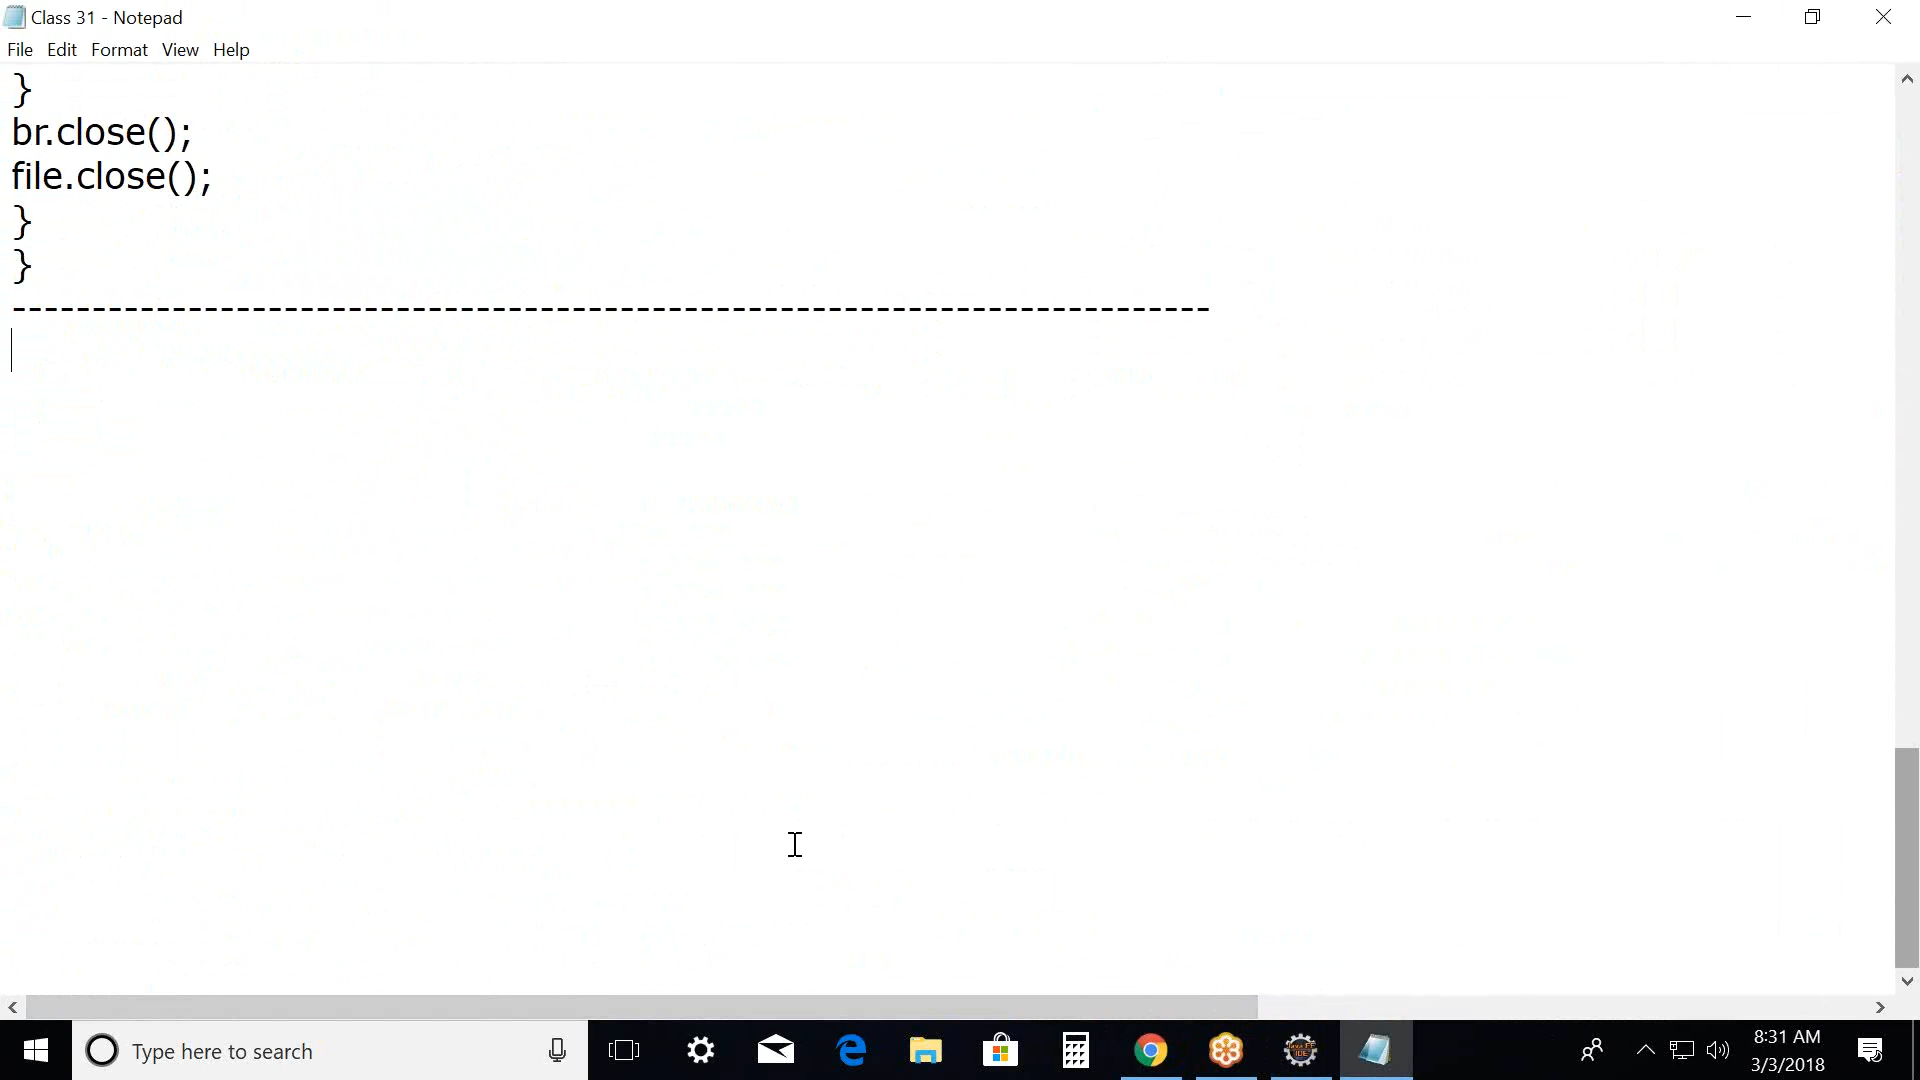 Class 31 - Notepad
File Edit Format View Help
}
br.close();
file.close();
}
}
---------------------------------------------------------------------------
Type here to search
8:31 AM
3/3/2018